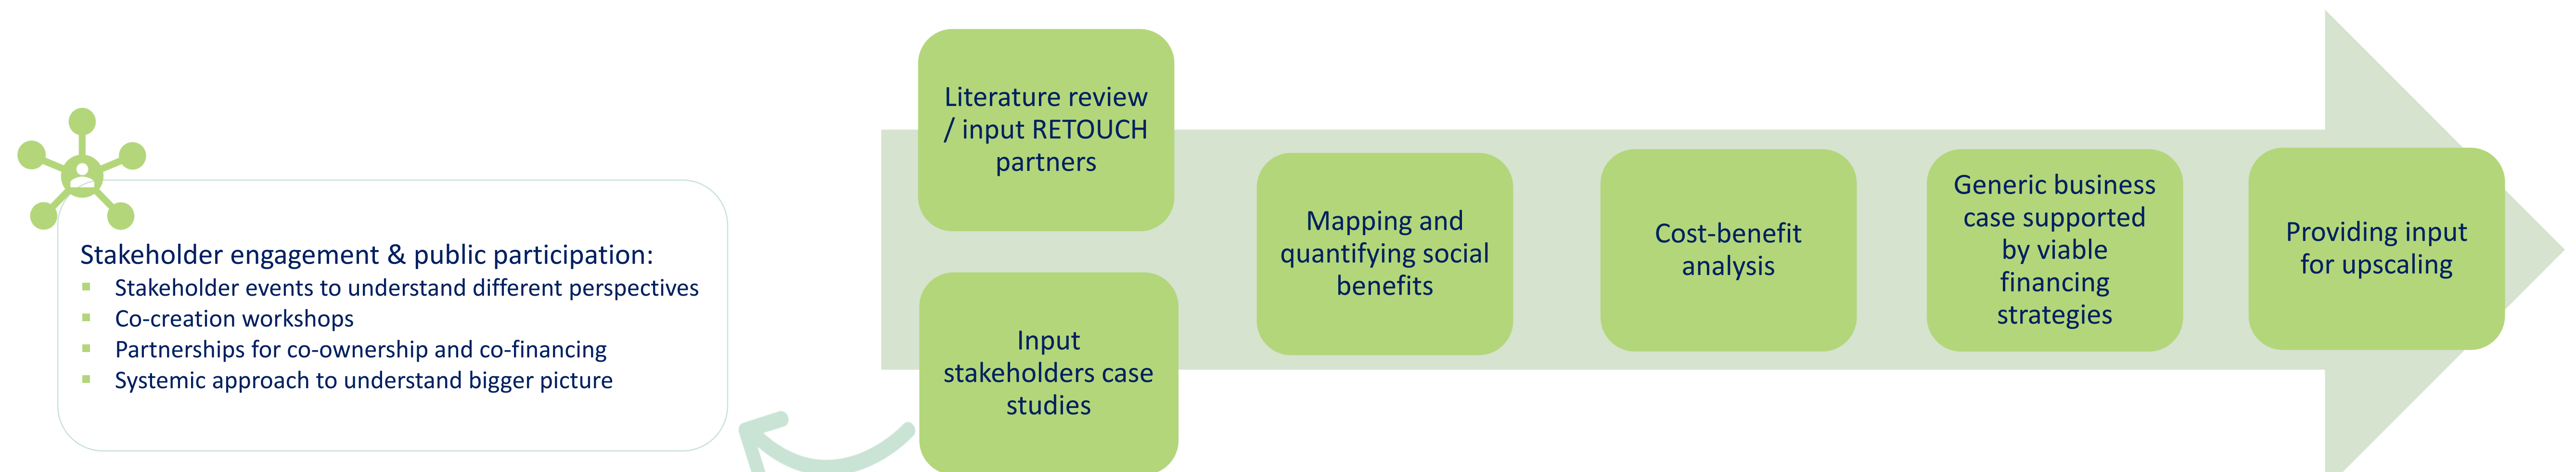 Stakeholder engagement & public participation:
▪ Stakeholder events to understand different perspectives
▪ Co-creation workshops
▪ Partnerships for co-ownership and co-financing
▪ Systemic approach to understand bigger picture
Literature review
/ input RETOUCH
partners
Input
stakeholders case
studies
Mapping and
quantifying social
benefits
Cost-benefit
analysis
Generic business
case supported
by viable
financing
strategies
Providing input
for upscaling